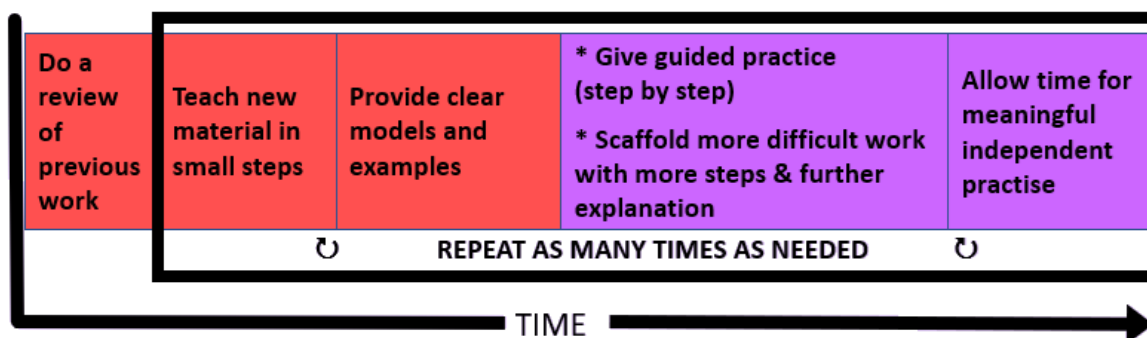 Do a
review
of
previous
work
Teach new
material in
small steps
Provide clear
models and
examples
* Give guided practice
(step by step)
* Scaffold more difficult work
with more steps & further
explanation
Allow time for
meaningful
independent
practise
↻ REPEAT AS MANY TIMES AS NEEDED ↻
TIME